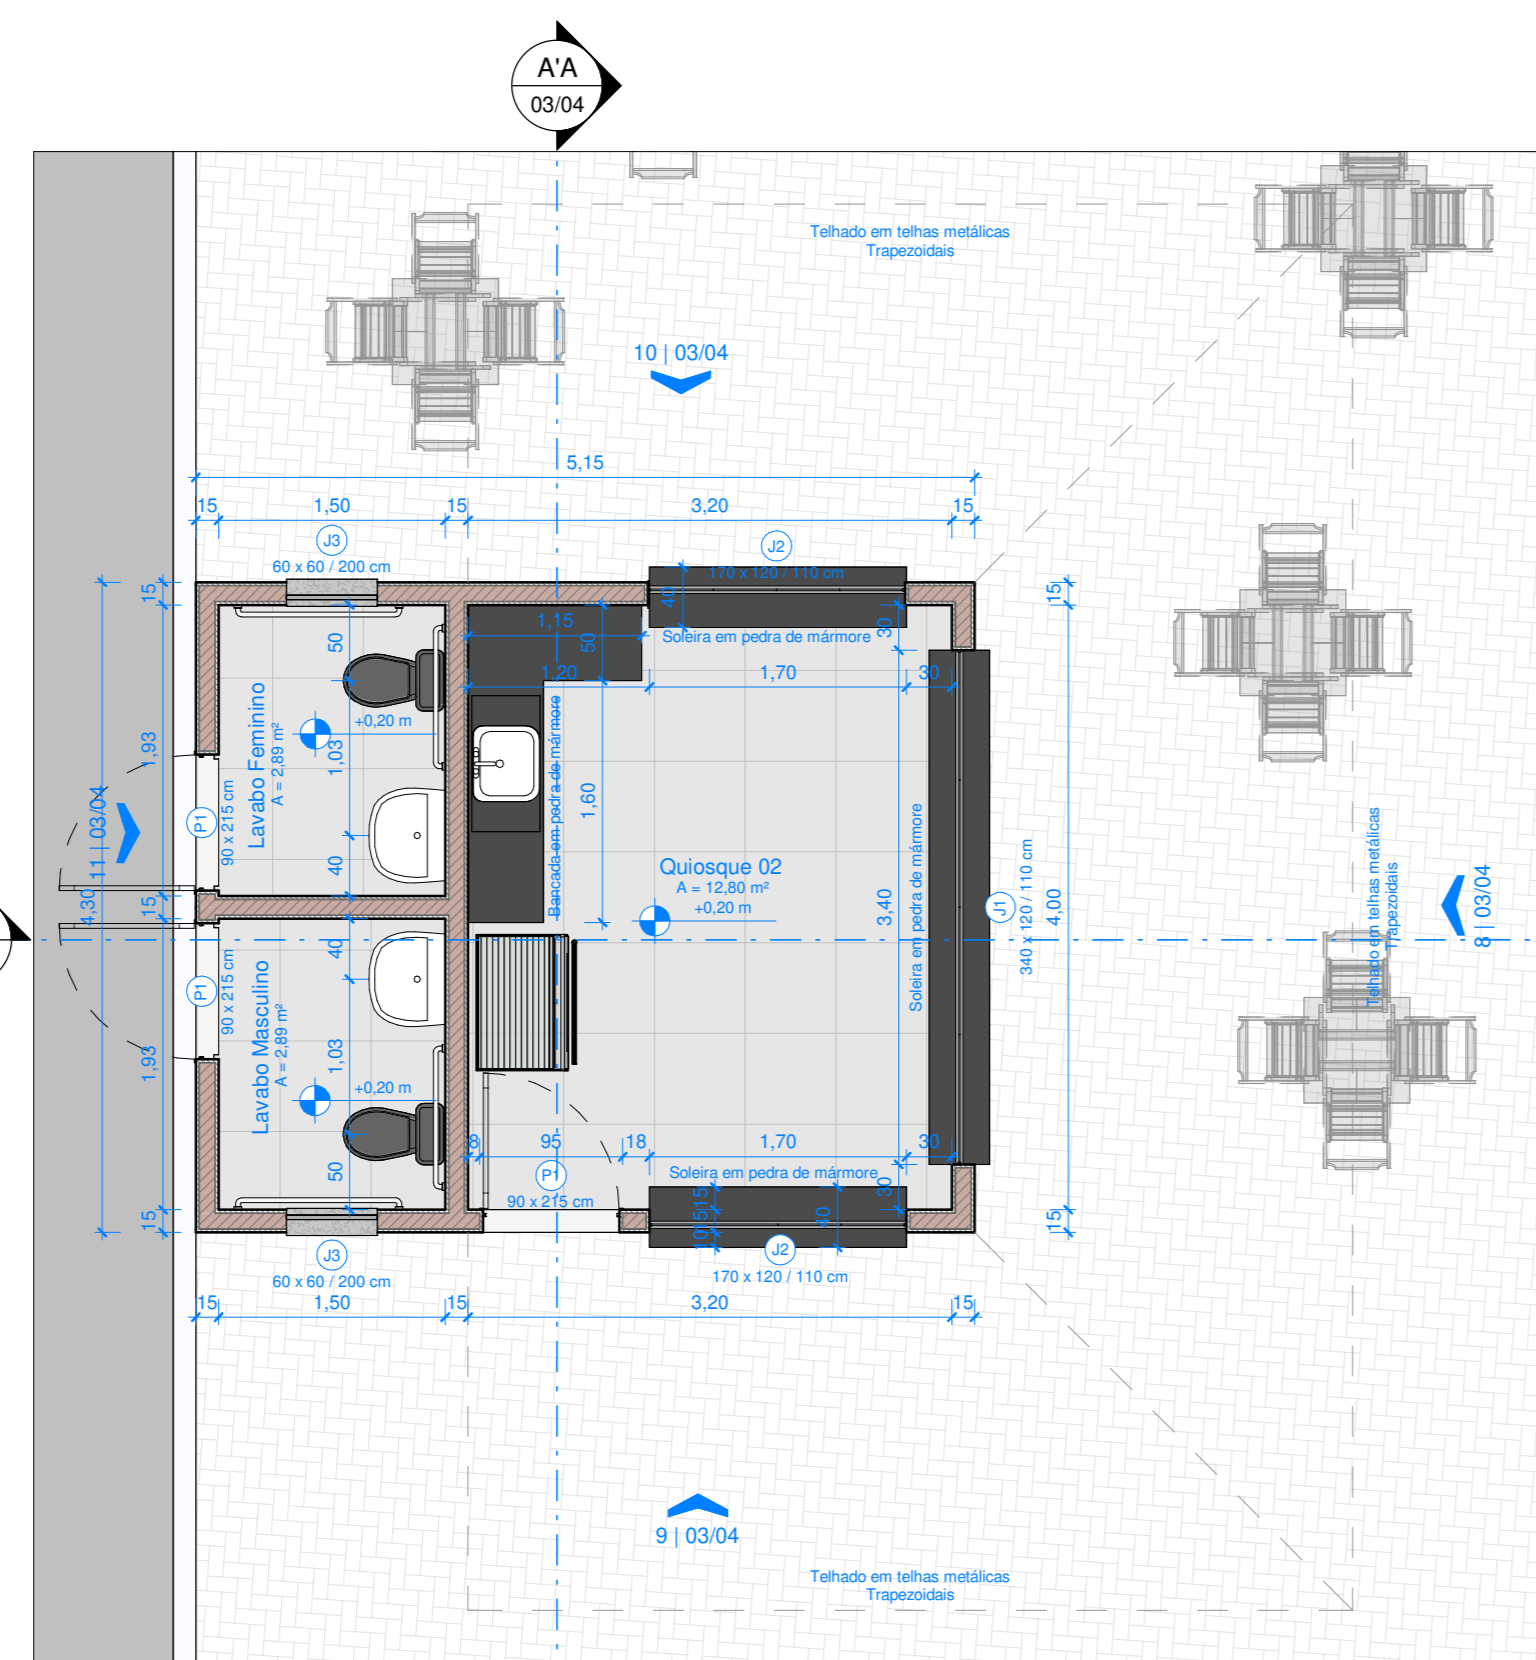 A'A
03/04
Telhado em telhas metálicas
Trapezoidais
10 | 03/04
5,15
15
1,50
15
3,20
15
J3
60 x 60 / 200 cm
J2
170 x 120 / 110 cm
15
40
50
1,15
50
Soleira em pedra de mármore
30
15
1,20
1,70
30
Lavabo Feminino
A = 2,89 m²
+0,20 m
1,03
1,93
Bancada em pedra de mármore
1,60
P1
90 x 215 cm
11 | 03/04
40
Quiosque 02
A = 12,80 m²
+0,20 m
3,40
Soleira em pedra de mármore
J1
340 x 120 / 110 cm
4,00
Telhado em telhas metálicas
Trapezoidais
8 | 03/04
4,30
15
40
P1
90 x 215 cm
Lavabo Masculino
A = 2,89 m²
+0,20 m
1,03
1,93
50
8
95
18
1,70
30
P1
90 x 215 cm
Soleira em pedra de mármore
30
15
15
15
10
40
15
15
J3
60 x 60 / 200 cm
J2
170 x 120 / 110 cm
15
1,50
15
3,20
15
9 | 03/04
Telhado em telhas metálicas
Trapezoidais